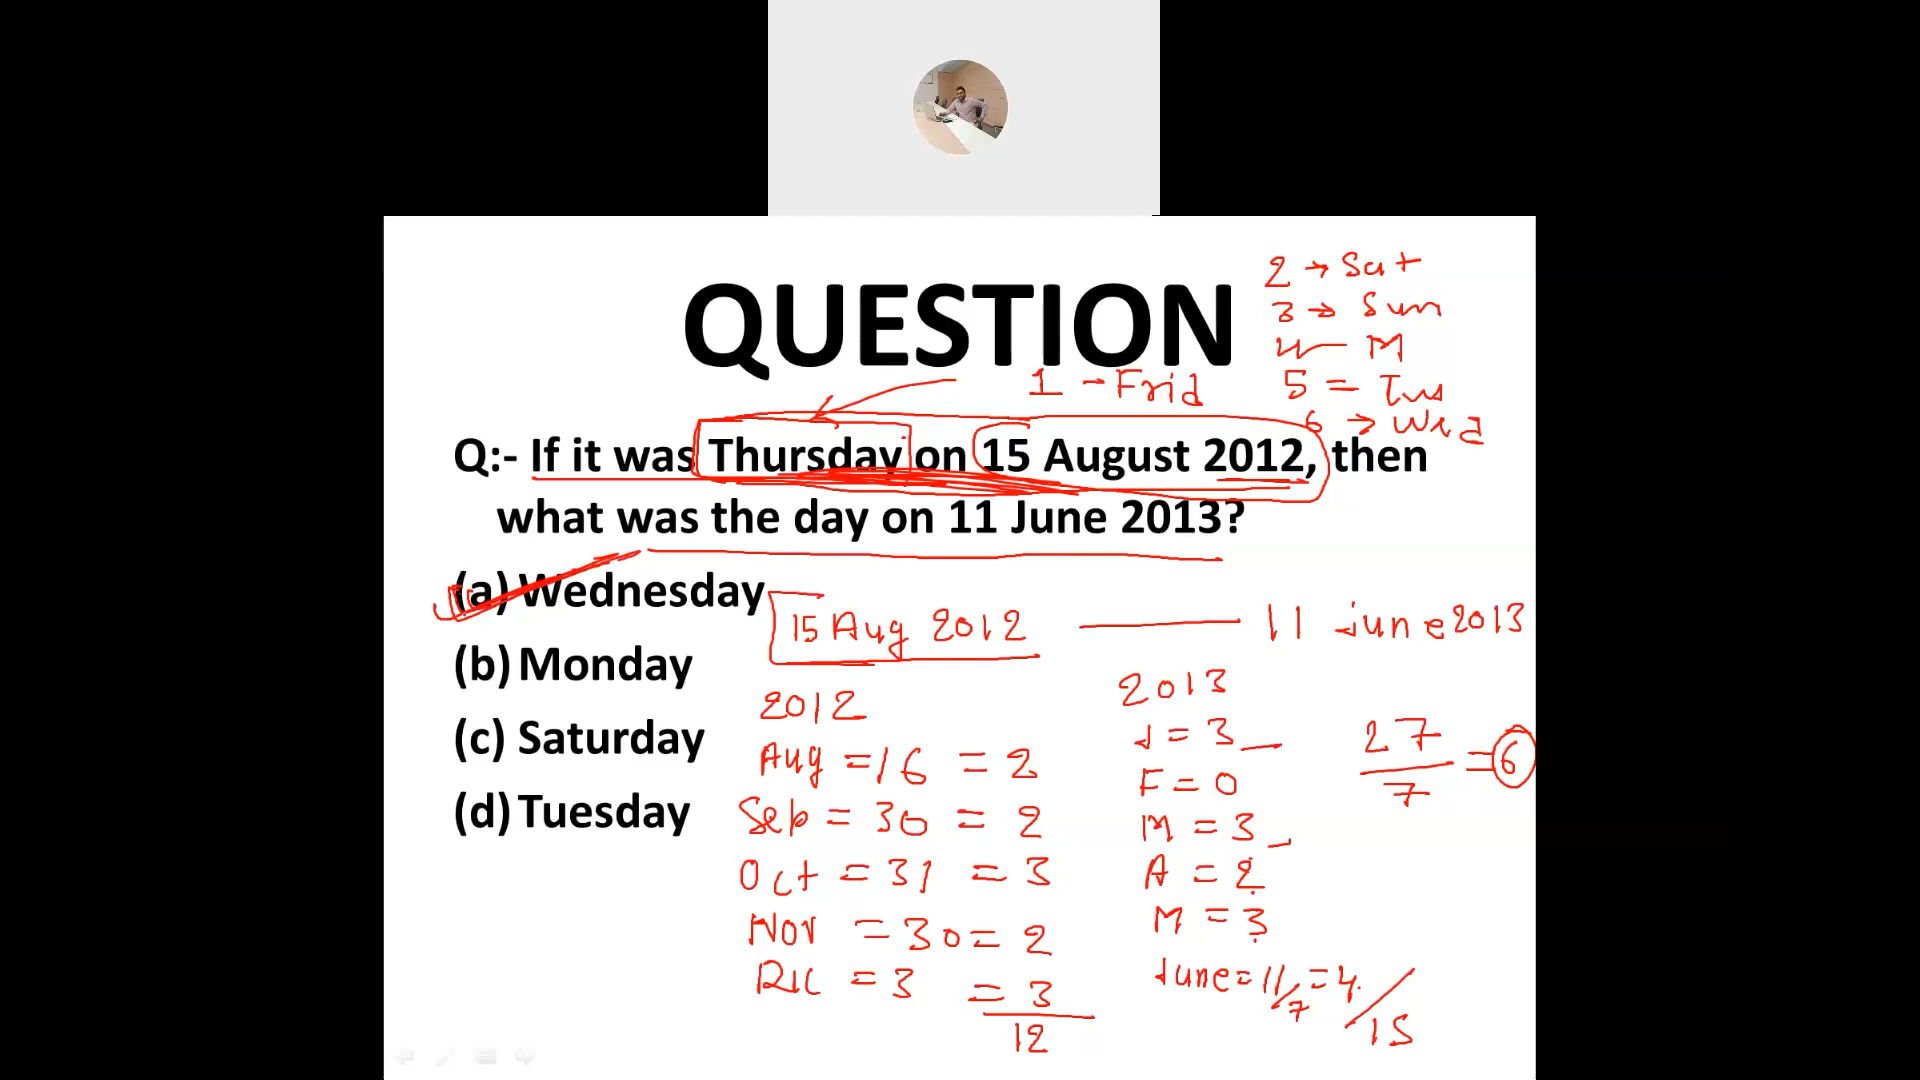 QUESTION
2 → Sat
3 → Sun
4 — M
5 = Tus
6 → Wed
1 - Frid
Q:- If it was Thursday on 15 August 2012, then
what was the day on 11 June 2013?
(a) Wednesday
(b) Monday
(c) Saturday
(d) Tuesday
15 Aug 2012 — 11 June 2013
2012
Aug = 16 = 2
Sep = 30 = 2
Oct = 31 = 3
Nov = 30 = 2
= 3 = 3
12
2013
J = 3
F = 0
M = 3
A = 2
M = 3
June = 11/7 = 4
15
27/7 = 6